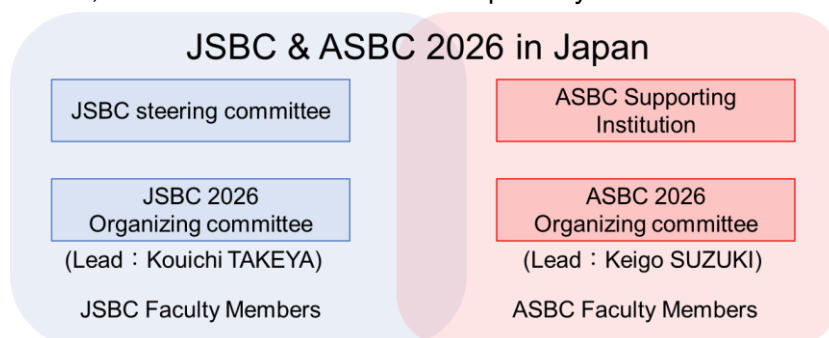 JSBC & ASBC 2026 in Japan
JSBC steering committee
ASBC Supporting
Institution
JSBC 2026
Organizing committee
(Lead：Kouichi TAKEYA)
ASBC 2026
Organizing committee
(Lead：Keigo SUZUKI)
JSBC Faculty Members
ASBC Faculty Members